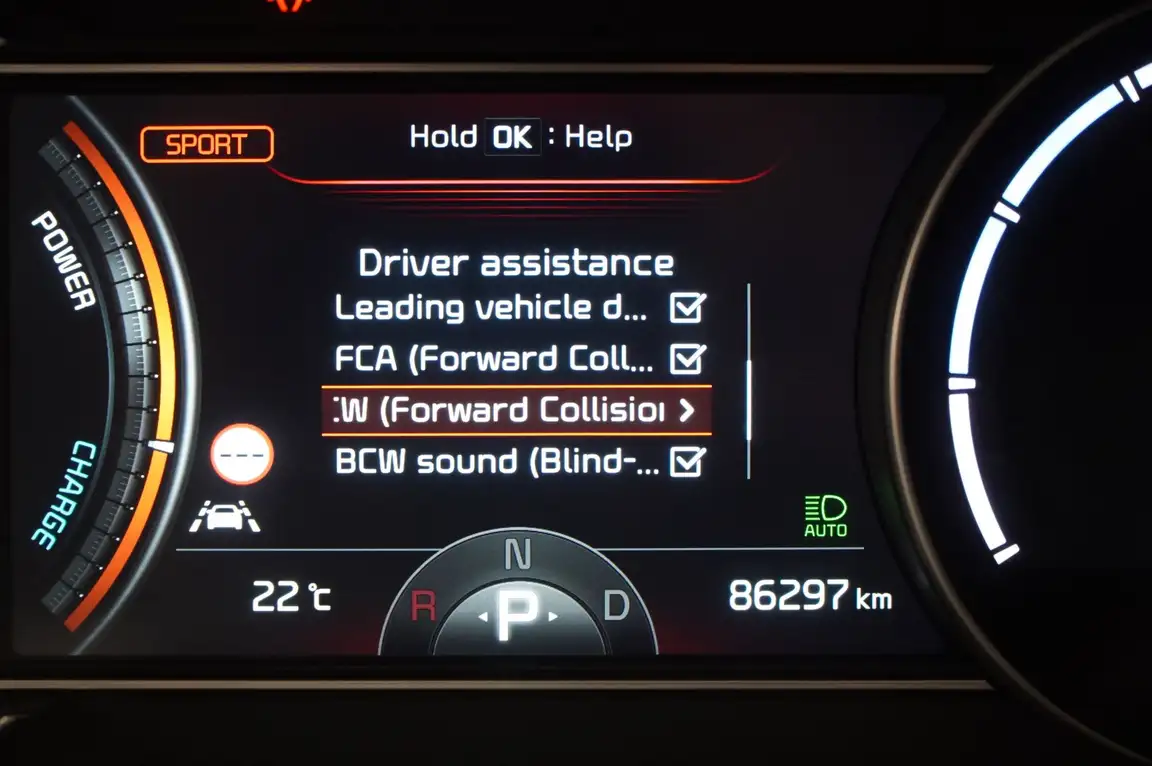 SPORT
Hold OK : Help
POWER
CHARGE
Driver assistance
Leading vehicle d...
FCA (Forward Coll...
:W (Forward Collision
BCW sound (Blind-...
AUTO
22 °C
R N D
P
86297 km